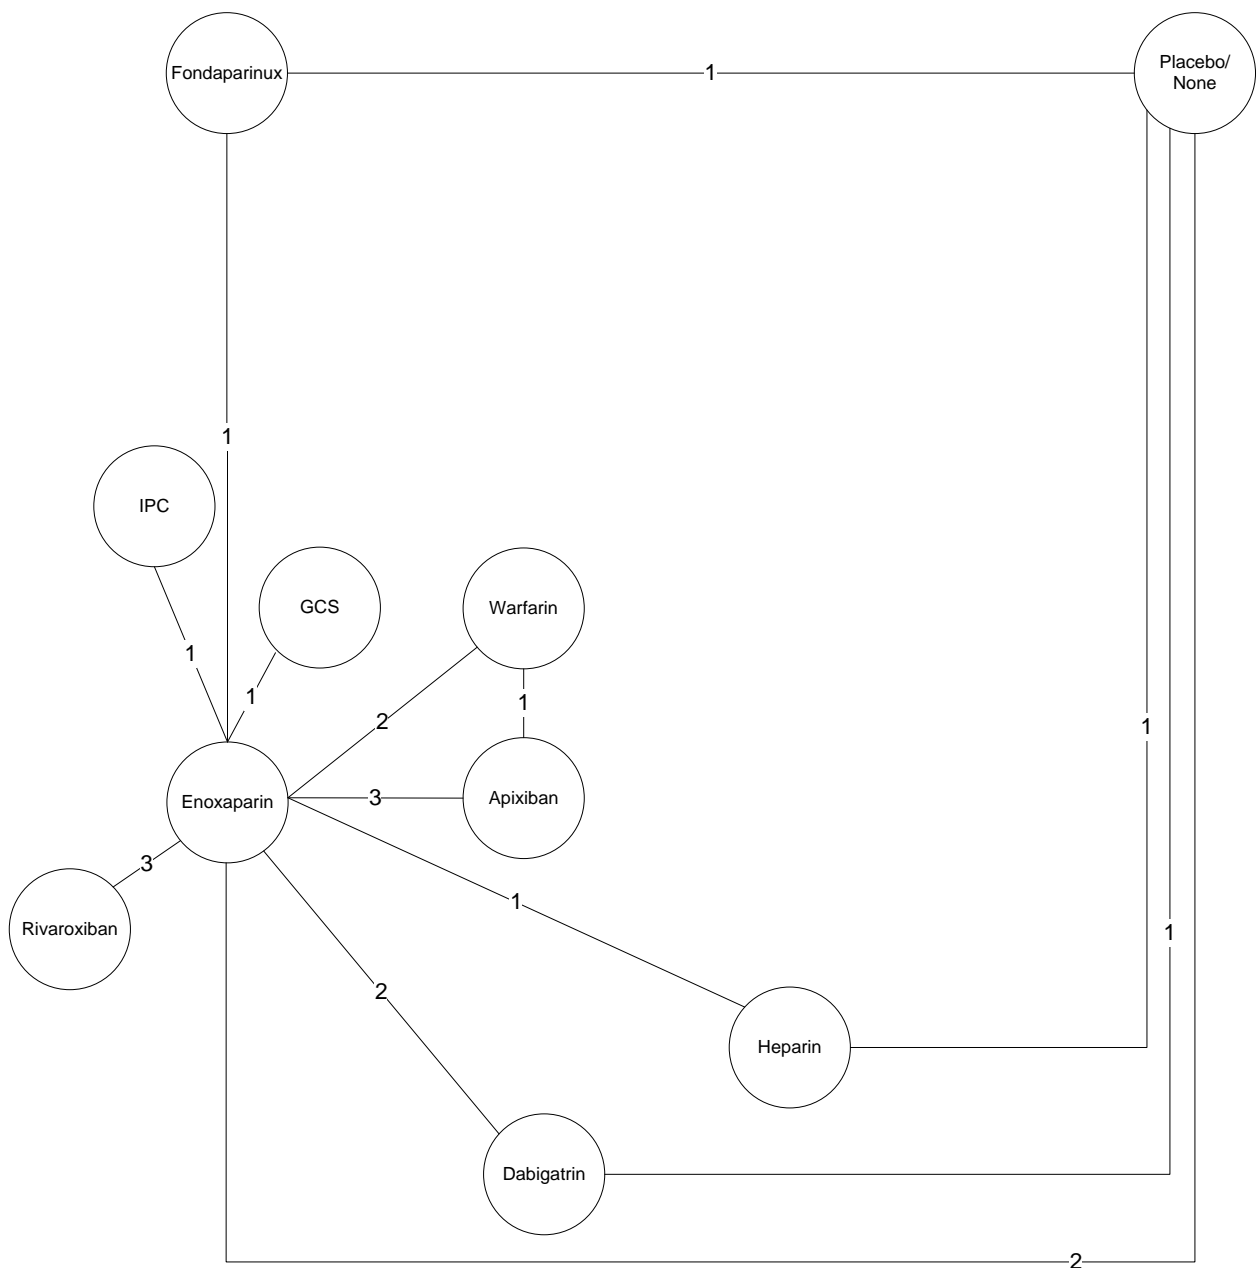 Fondaparinux
1
Placebo/
None
1
IPC
GCS
Warfarin
1
1
1
2
1
Enoxaparin
3
Apixiban
3
1
Rivaroxiban
1
2
Heparin
Dabigatrin
2